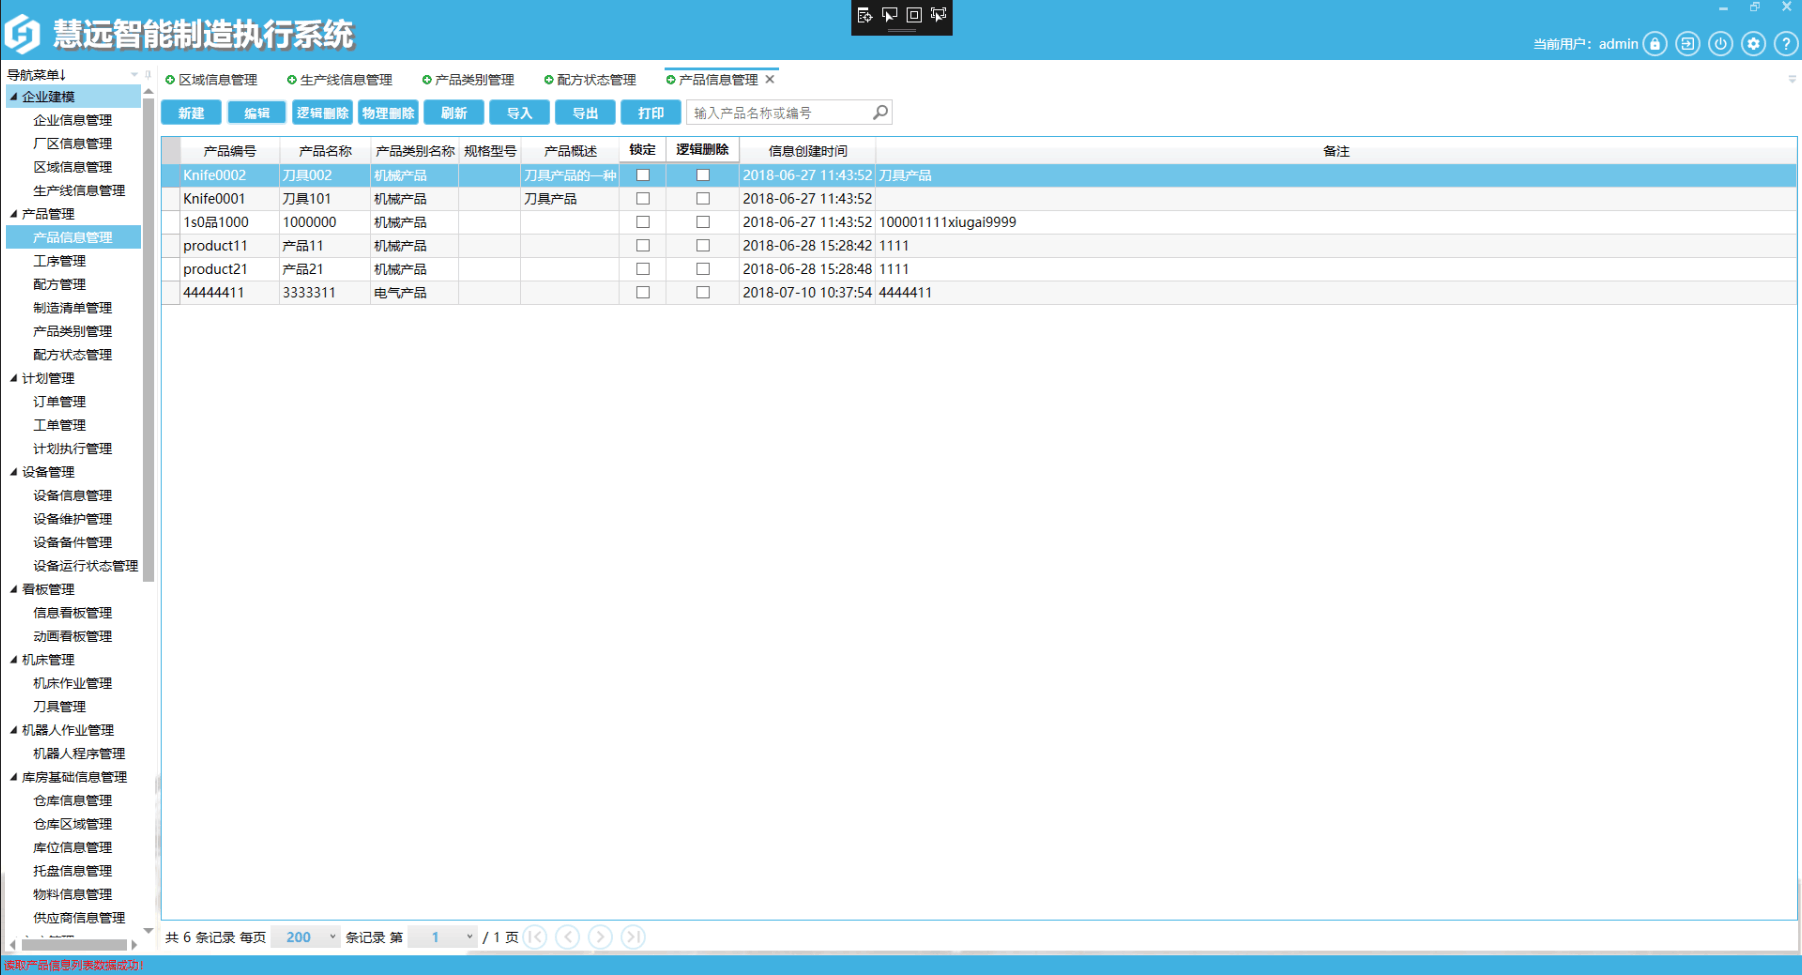 慧远智能制造执行系统
当前用户: admin
导航菜单↓
企业建模
企业信息管理
厂区信息管理
区域信息管理
生产线信息管理
产品管理
产品信息管理
工序管理
配方管理
制造清单管理
产品类别管理
配方状态管理
计划管理
订单管理
工单管理
计划执行管理
设备管理
设备信息管理
设备维护管理
设备备件管理
设备运行状态管理
看板管理
信息看板管理
动画看板管理
机床管理
机床作业管理
刀具管理
机器人作业管理
机器人程序管理
库房基础信息管理
仓库信息管理
仓库区域管理
库位信息管理
托盘信息管理
物料信息管理
供应商信息管理
区域信息管理 生产线信息管理 产品类别管理 配方状态管理 产品信息管理
新建 编辑 逻辑删除 物理删除 刷新 导入 导出 打印 输入产品名称或编号
产品编号 产品名称 产品类别名称 规格型号 产品概述 锁定 逻辑删除 信息创建时间 备注
Knife0002 刀具002 机械产品 刀具产品的一种 2018-06-27 11:43:52 刀具产品
Knife0001 刀具101 机械产品 刀具产品 2018-06-27 11:43:52
1s0品1000 1000000 机械产品 2018-06-27 11:43:52 100001111xiugai9999
product11 产品11 机械产品 2018-06-28 15:28:42 1111
product21 产品21 机械产品 2018-06-28 15:28:48 1111
44444411 3333311 电气产品 2018-07-10 10:37:54 4444411
共 6 条记录 每页 200 条记录 第 1 / 1 页
读取产品信息列表数据成功!